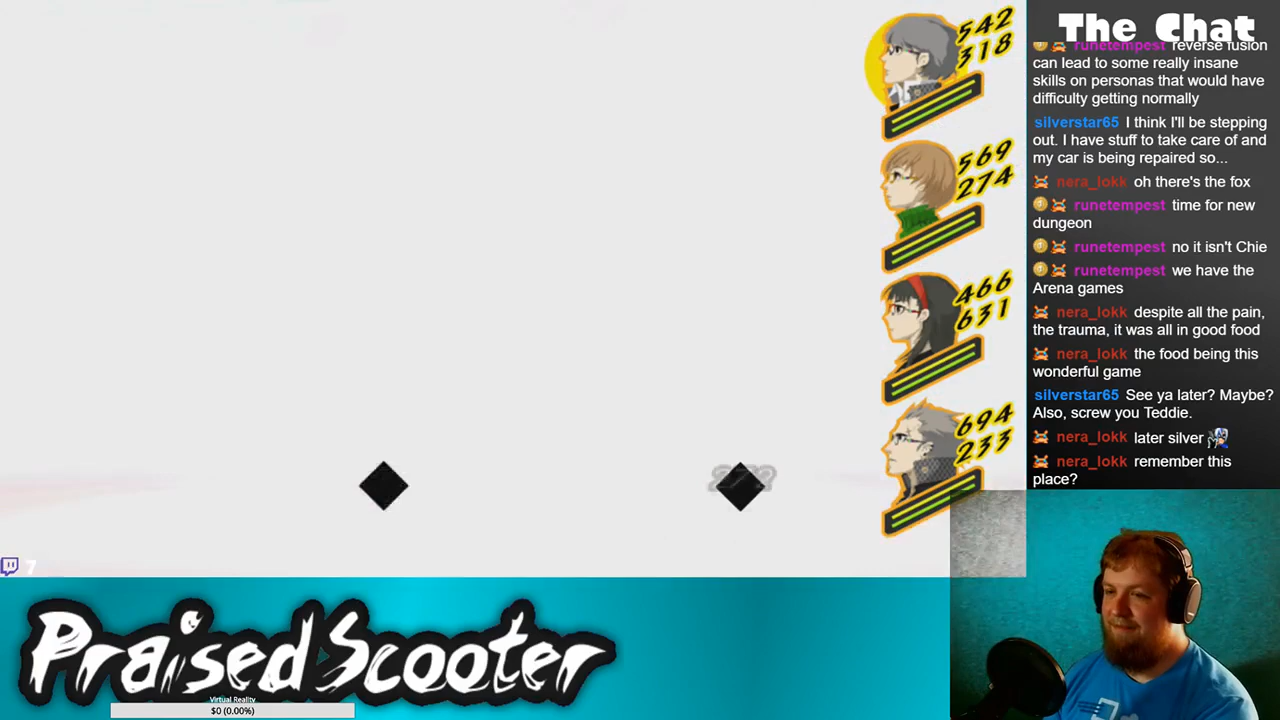 542
318
569
274
466
631
694
233
The Chat
runetempest reverse fusion
can lead to some really insane
skills on personas that would have
difficulty getting normally
silverstar65 I think I'll be stepping
out. I have stuff to take care of and
my car is being repaired so...
nera_lokk oh there's the fox
runetempest time for new
dungeon
runetempest no it isn't Chie
runetempest we have the
Arena games
nera_lokk despite all the pain,
the trauma, it was all in good food
nera_lokk the food being this
wonderful game
silverstar65 See ya later? Maybe?
Also, screw you Teddie.
nera_lokk later silver
nera_lokk remember this
place?
7
PraisedScooter
Virtual Reality
$0 (0.00%)